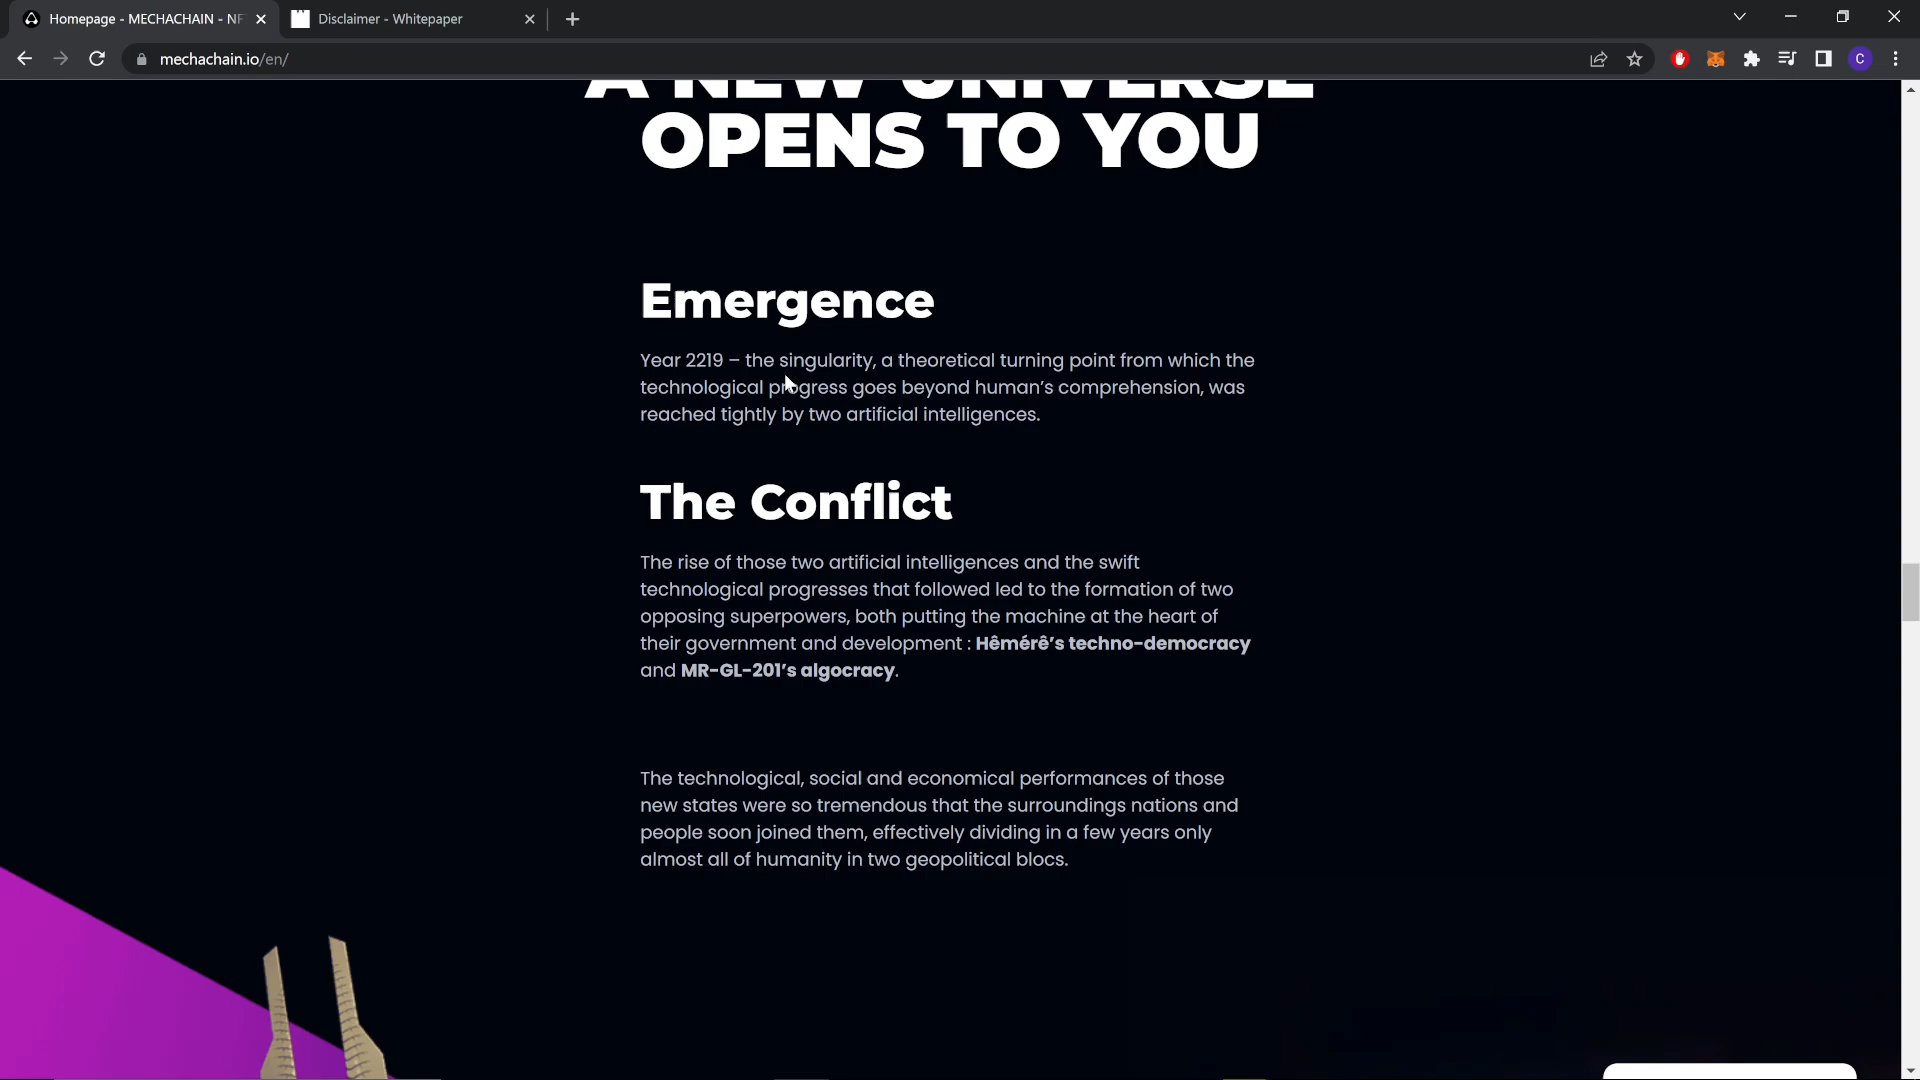 Homepage - MECHACHAIN - NF
Disclaimer - Whitepaper
mechachain.io/en/
C
A NEW UNIVERSE
OPENS TO YOU
Emergence
Year 2219 – the singularity, a theoretical turning point from which the
technological progress goes beyond human's comprehension, was
reached tightly by two artificial intelligences.
The Conflict
The rise of those two artificial intelligences and the swift
technological progresses that followed led to the formation of two
opposing superpowers, both putting the machine at the heart of
their government and development : Hêmérê's techno-democracy
and MR-GL-201's algocracy.
The technological, social and economical performances of those
new states were so tremendous that the surroundings nations and
people soon joined them, effectively dividing in a few years only
almost all of humanity in two geopolitical blocs.